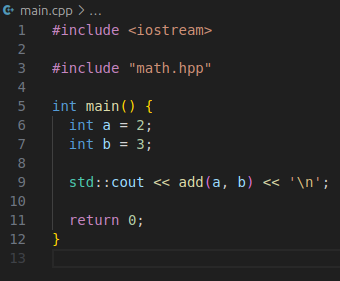 main.cpp > ...
1 #include <iostream>
2
3 #include "math.hpp"
4
5 int main() {
6   int a = 2;
7   int b = 3;
8
9   std::cout << add(a, b) << '\n';
10
11   return 0;
12 }
13